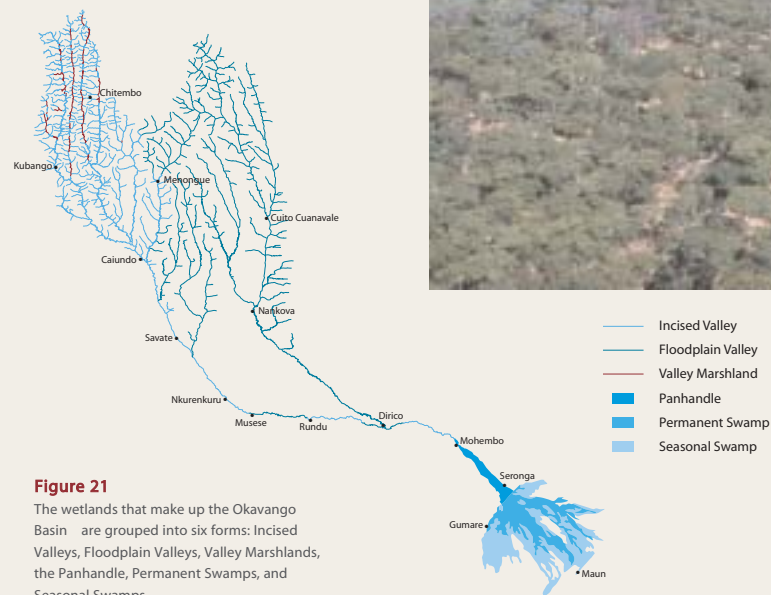 Chitembo
Kubango
Menongue
Cuito Cuanavale
Caiundo
Nankova
Savate
Nkurenkuru
Musese
Rundu
Dirico
Mohembo
Seronga
Gumare
Maun
Incised Valley
Floodplain Valley
Valley Marshland
Panhandle
Permanent Swamp
Seasonal Swamp
Figure 21
The wetlands that make up the Okavango
Basin are grouped into six forms: Incised
Valleys, Floodplain Valleys, Valley Marshlands,
the Panhandle, Permanent Swamps, and
Seasonal Swamps